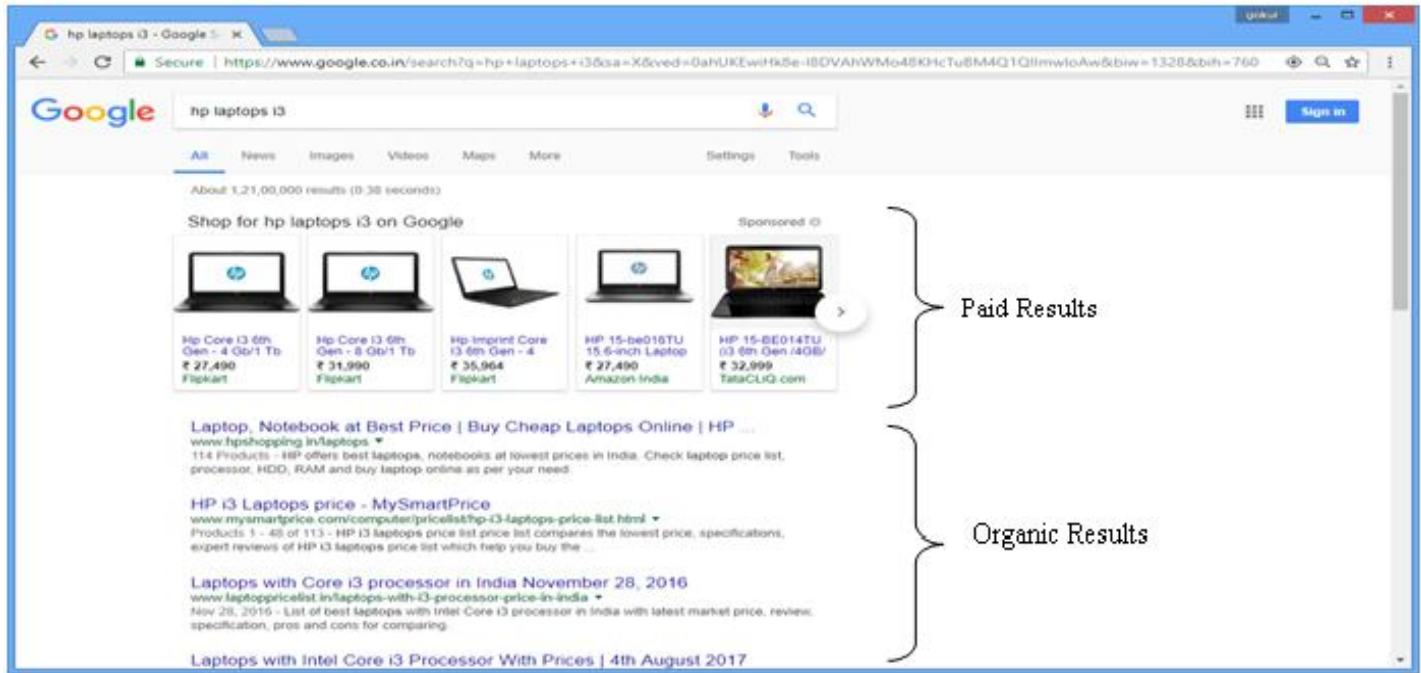 gokul
hp laptops i3 - Google S
Secure | https://www.google.co.in/search?q=hp+laptops+i3&sa=X&ved=
Google
hp laptops i3
Sign in
All News Images Videos Maps More Settings Tools
About 1,21,00,000 results (0.38 seconds)
Shop for hp laptops i3 on Google
Sponsored
Hp Core i3 6th
Gen - 4 Gb/1 Tb
₹ 27,490
Flipkart
Hp Core i3 6th
Gen - 8 Gb/1 Tb
₹ 31,990
Flipkart
Hp Imprint Core
i3 6th Gen - 4
₹ 35,964
Flipkart
HP 15-be016TU
15.6-inch Laptop
₹ 27,490
Amazon India
HP 15-BE014TU
(i3 6th Gen /4GB/
₹ 32,999
TataCLiQ.com
Paid Results
Laptop, Notebook at Best Price | Buy Cheap Laptops Online | HP ...
www.hpshopping.in/laptops
114 Products - HP offers best laptops, notebooks at lowest prices in India. Check laptop price list,
processor, HDD, RAM and buy laptop online as per your need.
HP i3 Laptops price - MySmartPrice
www.mysmartprice.com/computer/pricelist/hp-i3-laptops-price-list.html
Products 1 - 48 of 113 - HP i3 laptops price list price list compares the lowest price, specifications,
expert reviews of HP i3 laptops price list which help you buy the ...
Organic Results
Laptops with Core i3 processor in India November 28, 2016
www.laptoppricelist.in/laptops-with-i3-processor-price-in-india
Nov 28, 2016 - List of best laptops with Intel Core i3 processor in India with latest market price, review,
specification, pros and cons for comparing.
Laptops with Intel Core i3 Processor With Prices | 4th August 2017